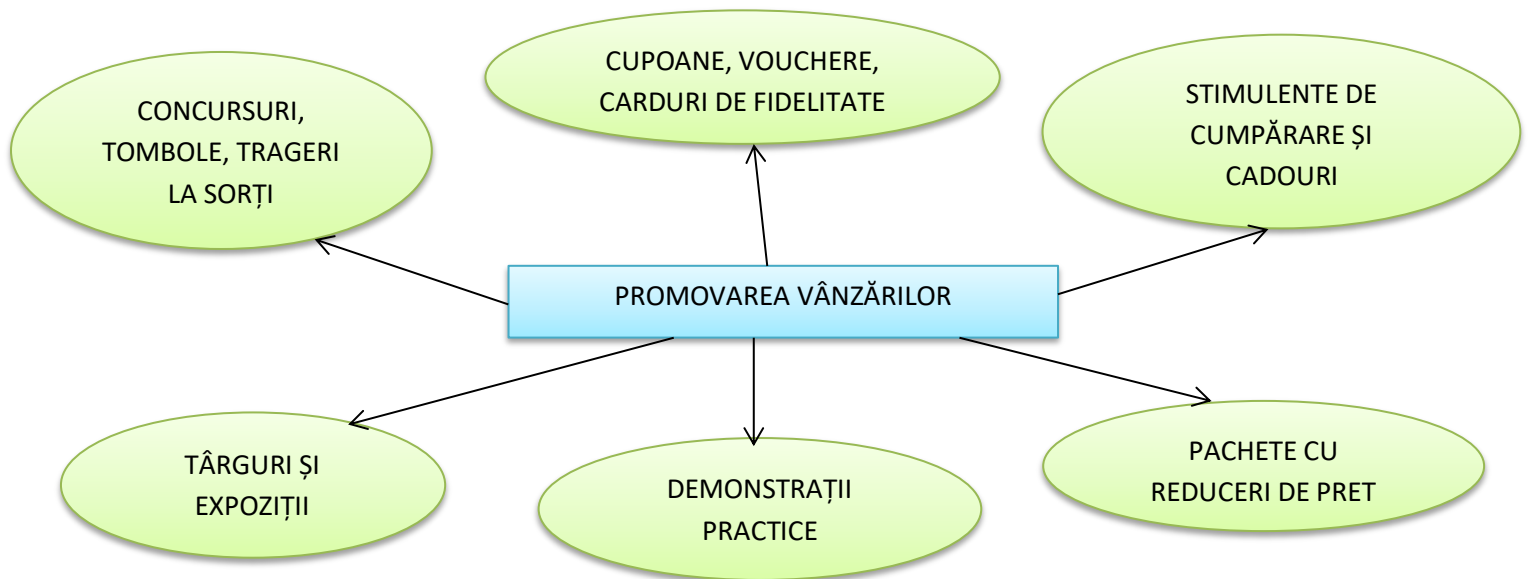 CONCURSURI,
TOMBOLE, TRAGERI
LA SORȚI
CUPOANE, VOUCHERE,
CARDURI DE FIDELITATE
STIMULENTE DE
CUMPĂRARE ȘI
CADOURI
PROMOVAREA VÂNZĂRILOR
TÂRGURI ȘI
EXPOZIȚII
DEMONSTRAȚII
PRACTICE
PACHETE CU
REDUCERI DE PRET